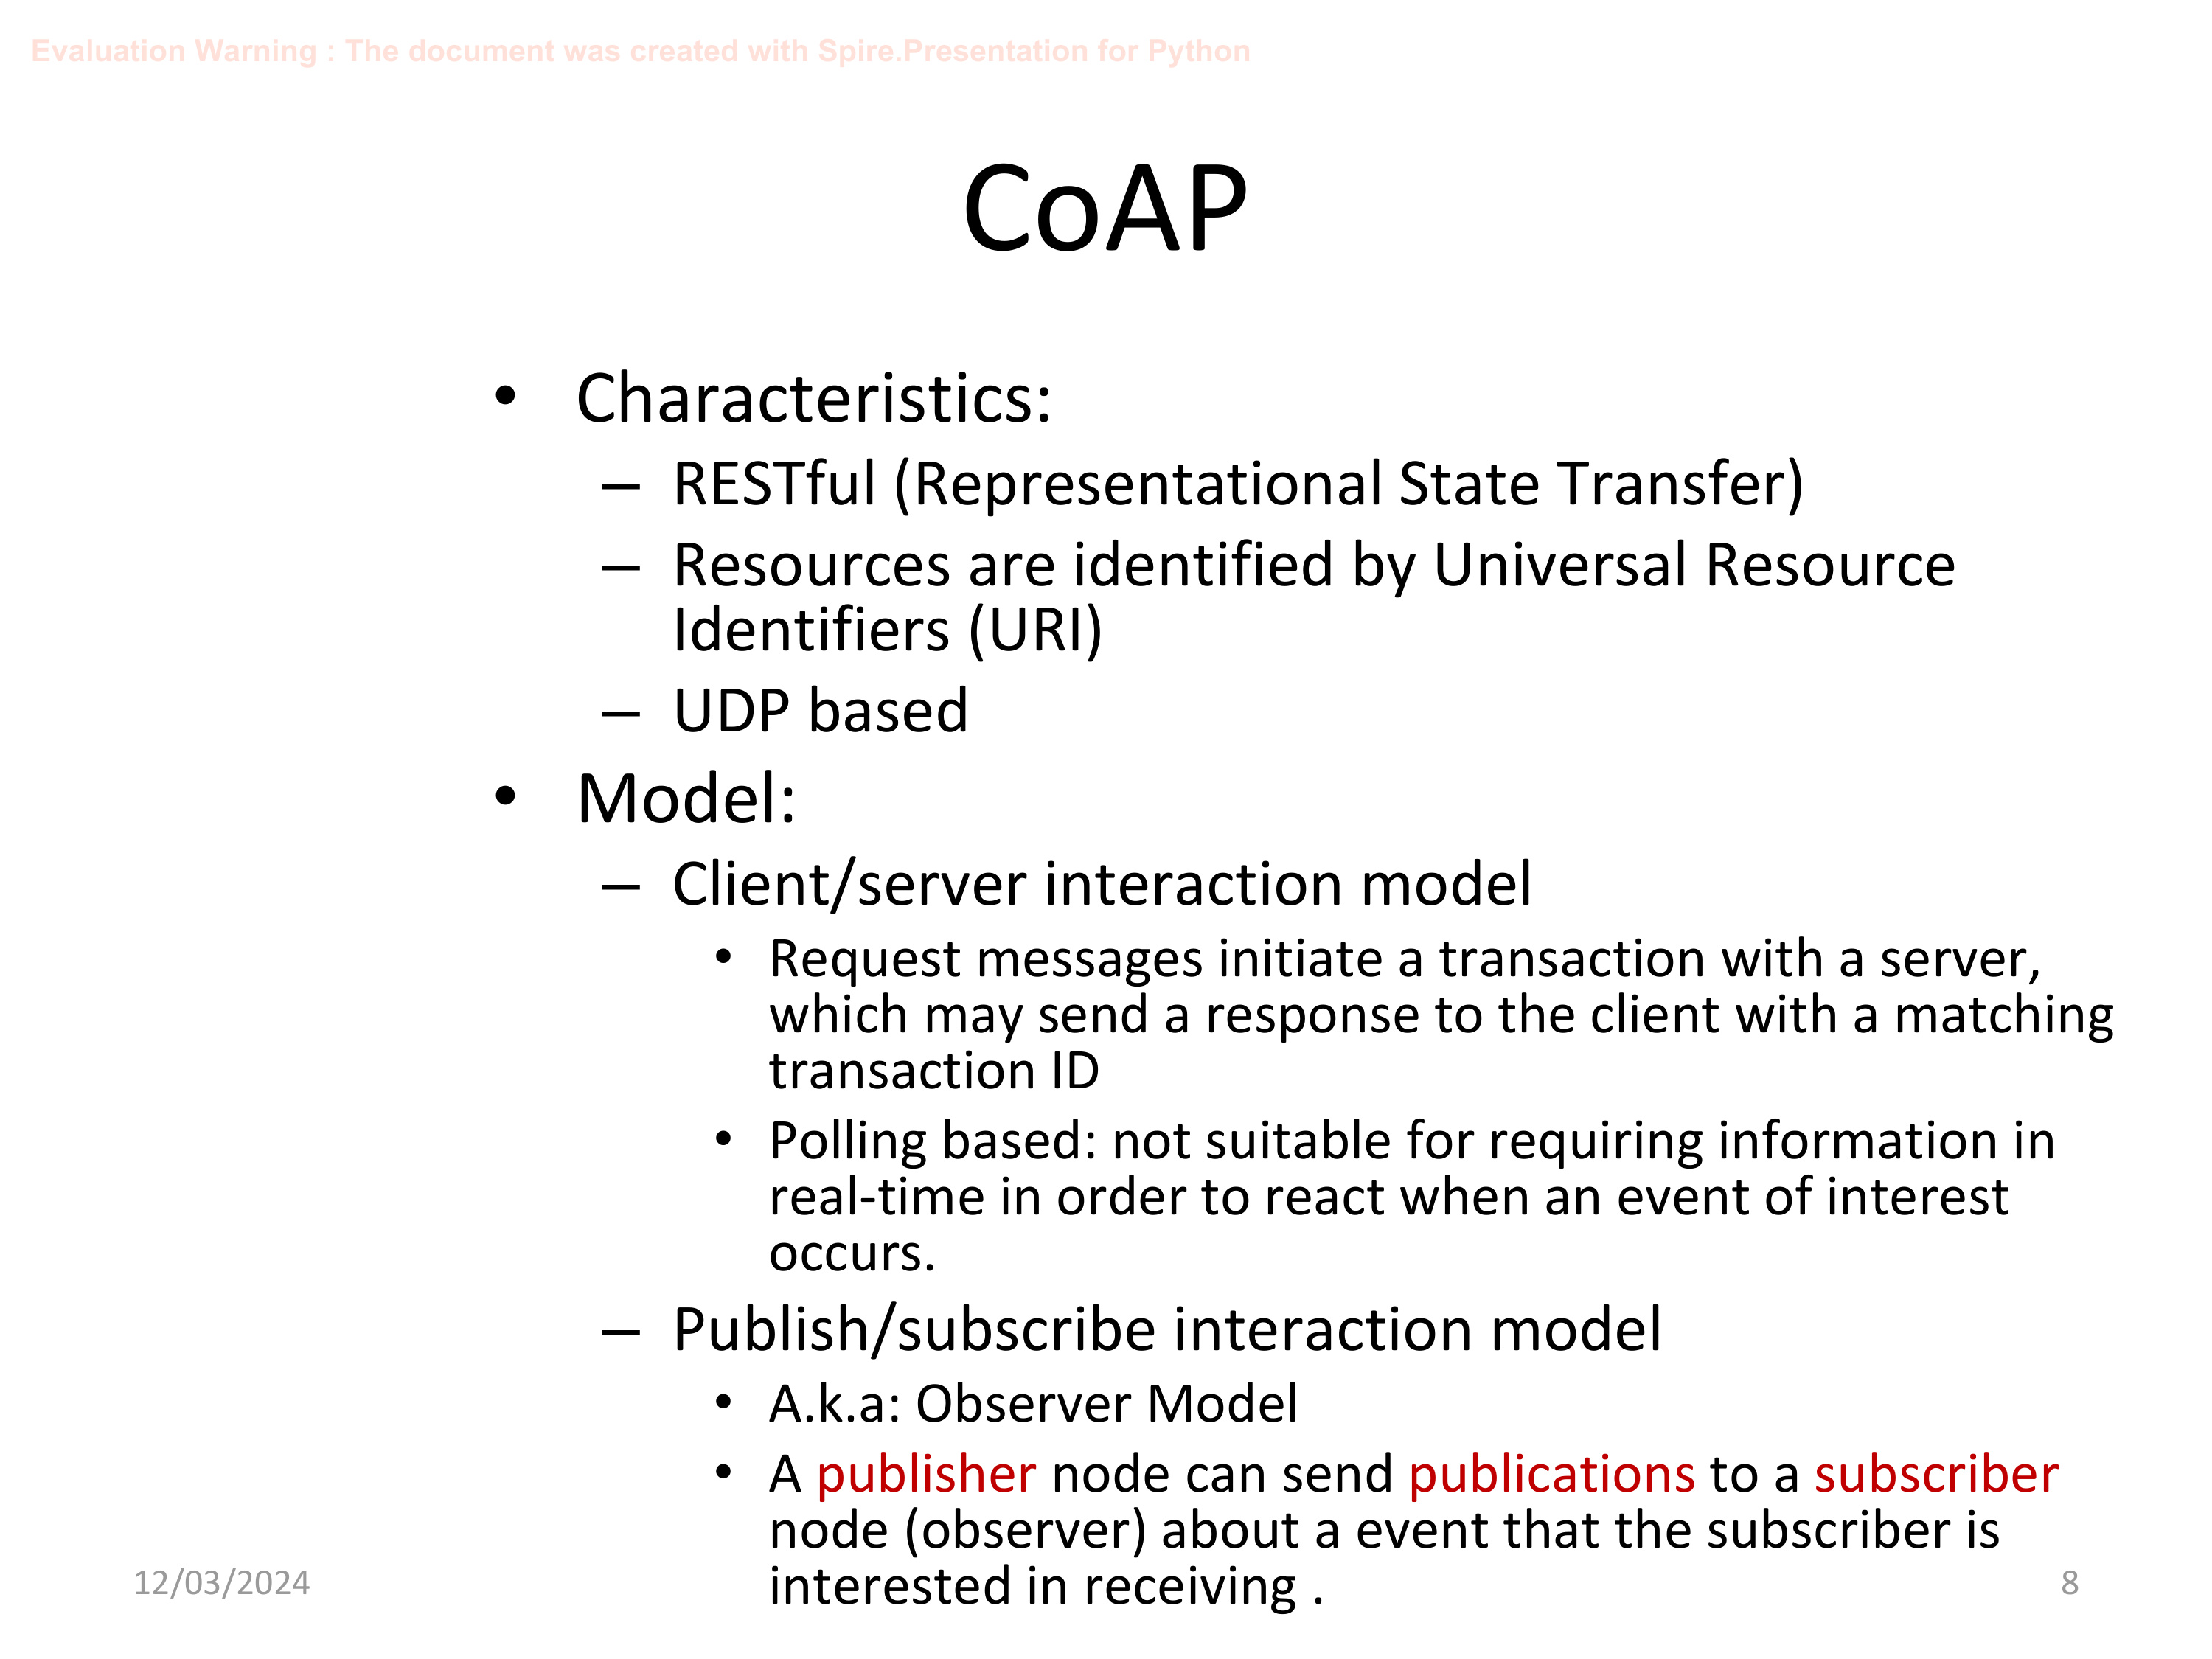 Evaluation Warning : The document was created with Spire.Presentation for Python
CoAP
• Characteristics:
– RESTful (Representational State Transfer)
– Resources are identified by Universal Resource
Identifiers (URI)
– UDP based
• Model:
– Client/server interaction model
• Request messages initiate a transaction with a server,
which may send a response to the client with a matching
transaction ID
• Polling based: not suitable for requiring information in
real-time in order to react when an event of interest
occurs.
– Publish/subscribe interaction model
• A.k.a: Observer Model
• A publisher node can send publications to a subscriber
node (observer) about a event that the subscriber is
interested in receiving .
12/03/2024
8